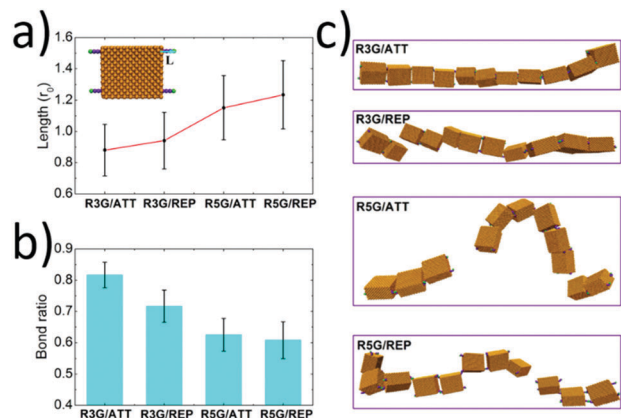 a)
1.6
1.4
1.2
1.0
0.8
0.6
Length (r₀)
L
R3G/ATT R3G/REP R5G/ATT R5G/REP
b)
0.9
0.8
0.7
0.6
0.5
0.4
Bond ratio
R3G/ATT R3G/REP R5G/ATT R5G/REP
c)
R3G/ATT
R3G/REP
R5G/ATT
R5G/REP